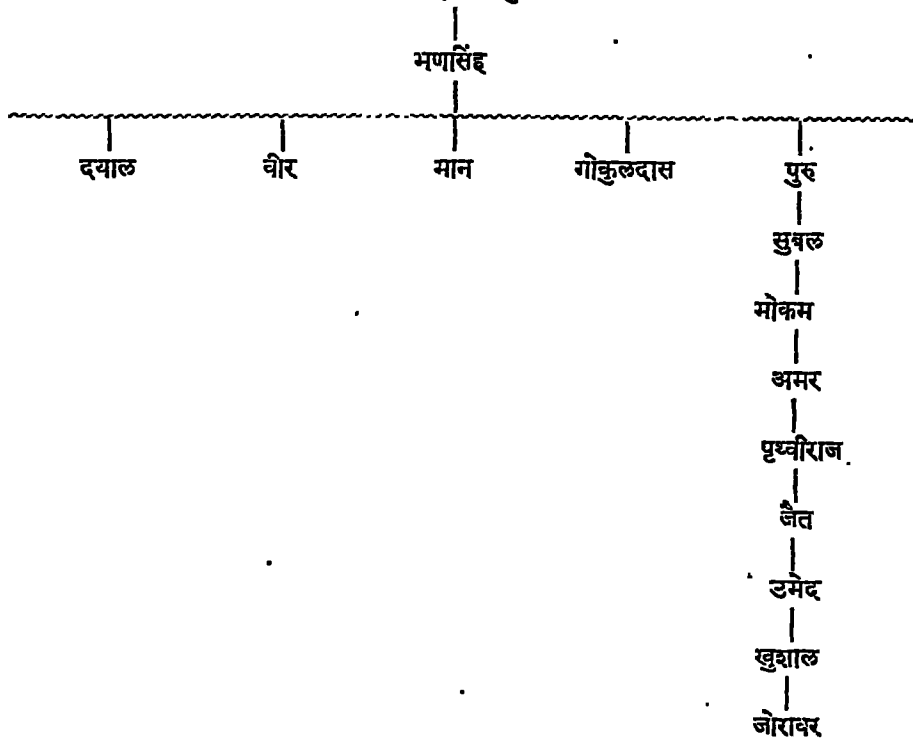 भणसिंह
दयाल वीर मान गोकुलदास पुरु
सुबल
मोकम
अमर
पृथ्वीराज
जैत
उमेद
खुशाल
जोरावर